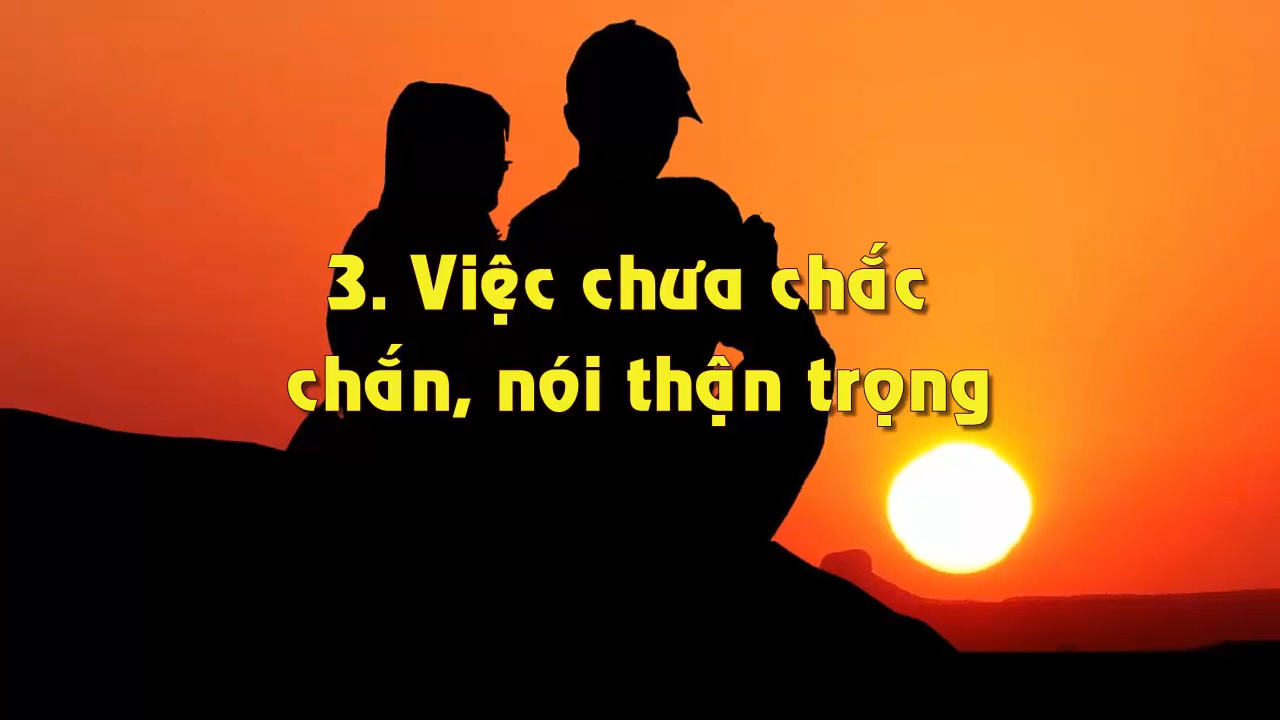 3. Việc chưa chắc
chắn, nói thận trọng